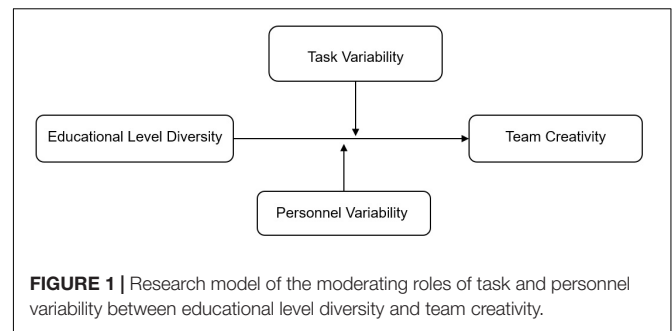 Task Variability
Educational Level Diversity
Team Creativity
Personnel Variability
FIGURE 1 | Research model of the moderating roles of task and personnel
variability between educational level diversity and team creativity.